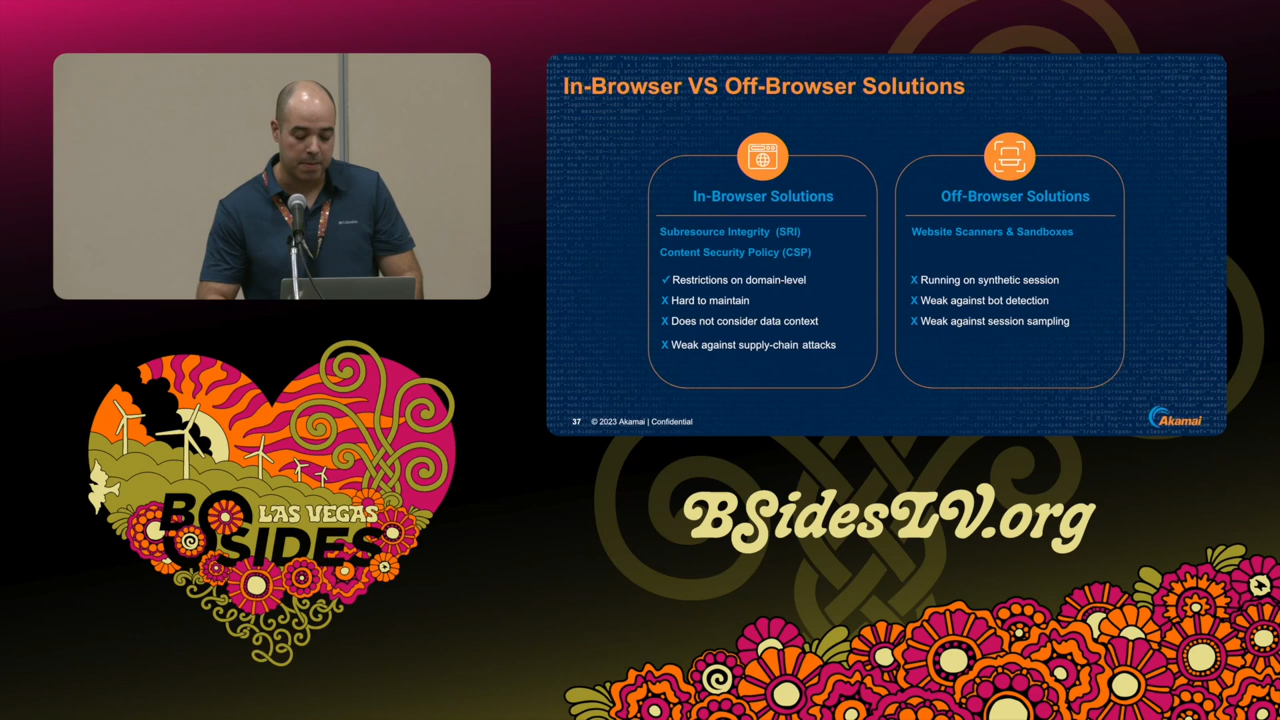 In-Browser VS Off-Browser Solutions
In-Browser Solutions
Subresource Integrity (SRI)
Content Security Policy (CSP)
✓ Restrictions on domain-level
X Hard to maintain
X Does not consider data context
X Weak against supply-chain attacks
Off-Browser Solutions
Website Scanners & Sandboxes
X Running on synthetic session
X Weak against bot detection
X Weak against session sampling
37 © 2023 Akamai | Confidential
Akamai
LAS VEGAS
BSIDES
23
BSidesLV.org